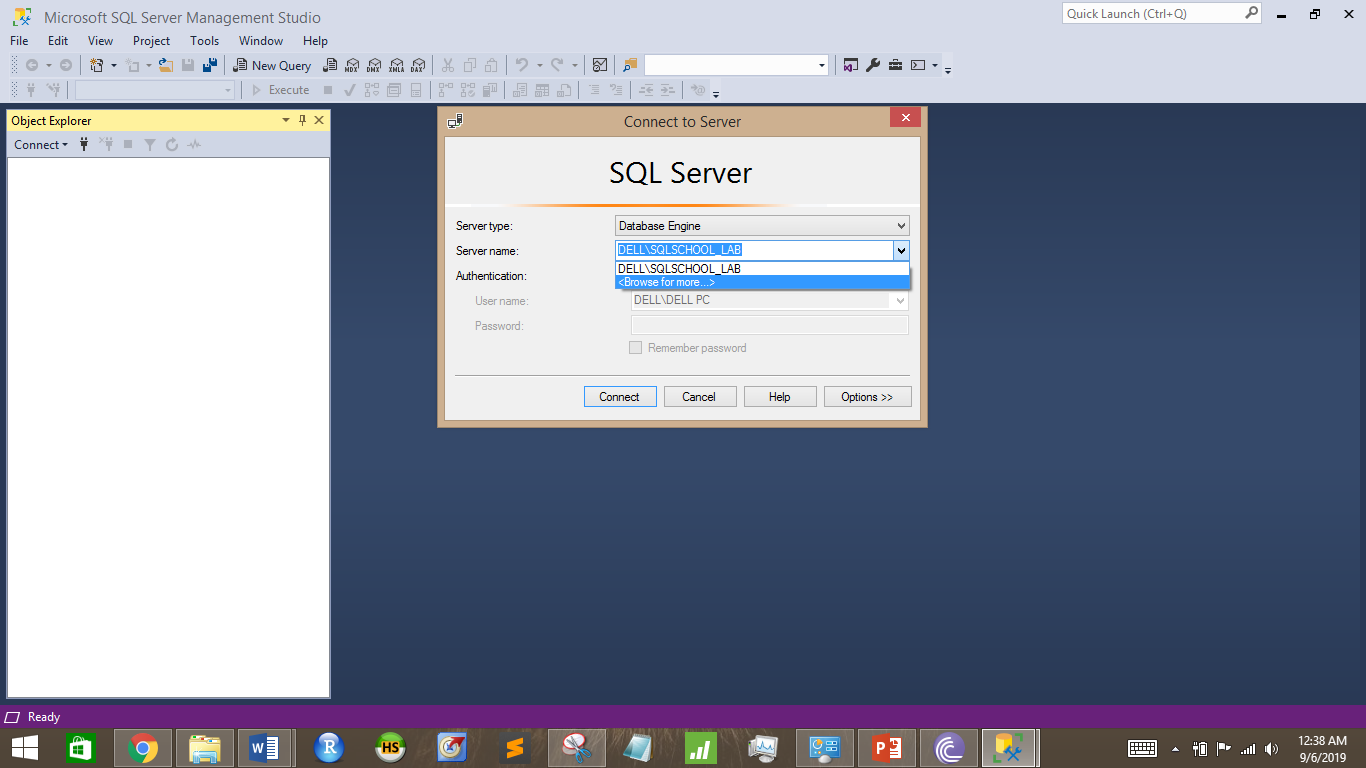 Microsoft SQL Server Management Studio
Quick Launch (Ctrl+Q)
File Edit View Project Tools Window Help
New Query MDX DMX XMLA DAX
Execute
Object Explorer
Connect
Connect to Server
SQL Server
Server type: Database Engine
Server name: DELL\SQLSCHOOL_LAB
DELL\SQLSCHOOL_LAB
Authentication:
<Browse for more...>
User name: DELL\DELL PC
Password:
Remember password
Connect Cancel Help Options >>
Ready
W R HS P
12:38 AM
9/6/2019